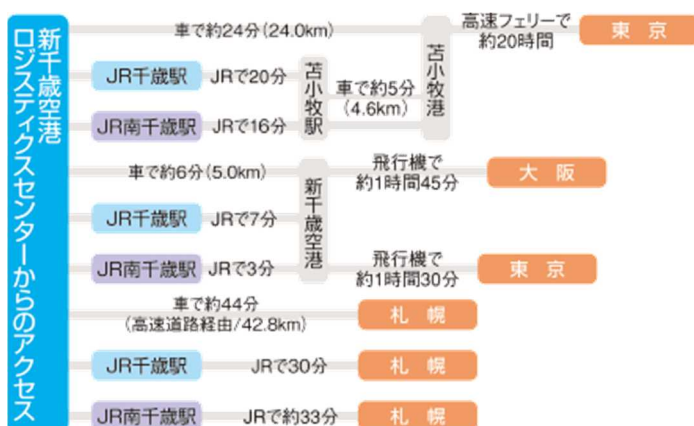 新千歳空港
ロジスティクスセンターからのアクセス
車で約24分(24.0km)
苫小牧港
高速フェリーで
約20時間
東京
JR千歳駅
JRで20分
苫小牧駅
車で約5分
(4.6km)
JR南千歳駅
JRで16分
車で約6分(5.0km)
新千歳空港
飛行機で
約1時間45分
大阪
JR千歳駅
JRで7分
JR南千歳駅
JRで3分
飛行機で
約1時間30分
東京
車で約44分
(高速道路経由/42.8km)
札幌
JR千歳駅
JRで30分
札幌
JR南千歳駅
JRで約33分
札幌